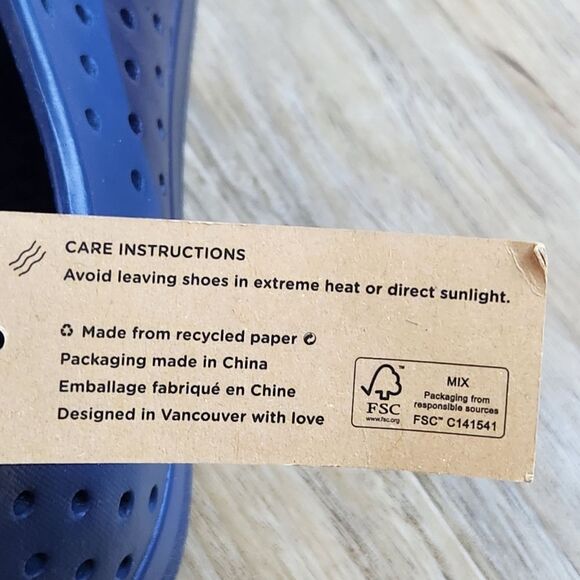 CARE INSTRUCTIONS
Avoid leaving shoes in extreme heat or direct sunlight.
Made from recycled paper
Packaging made in China
Emballage fabriqué en Chine
Designed in Vancouver with love
FSC™
www.fsc.org
MIX
Packaging from
responsible sources
FSC™ C141541